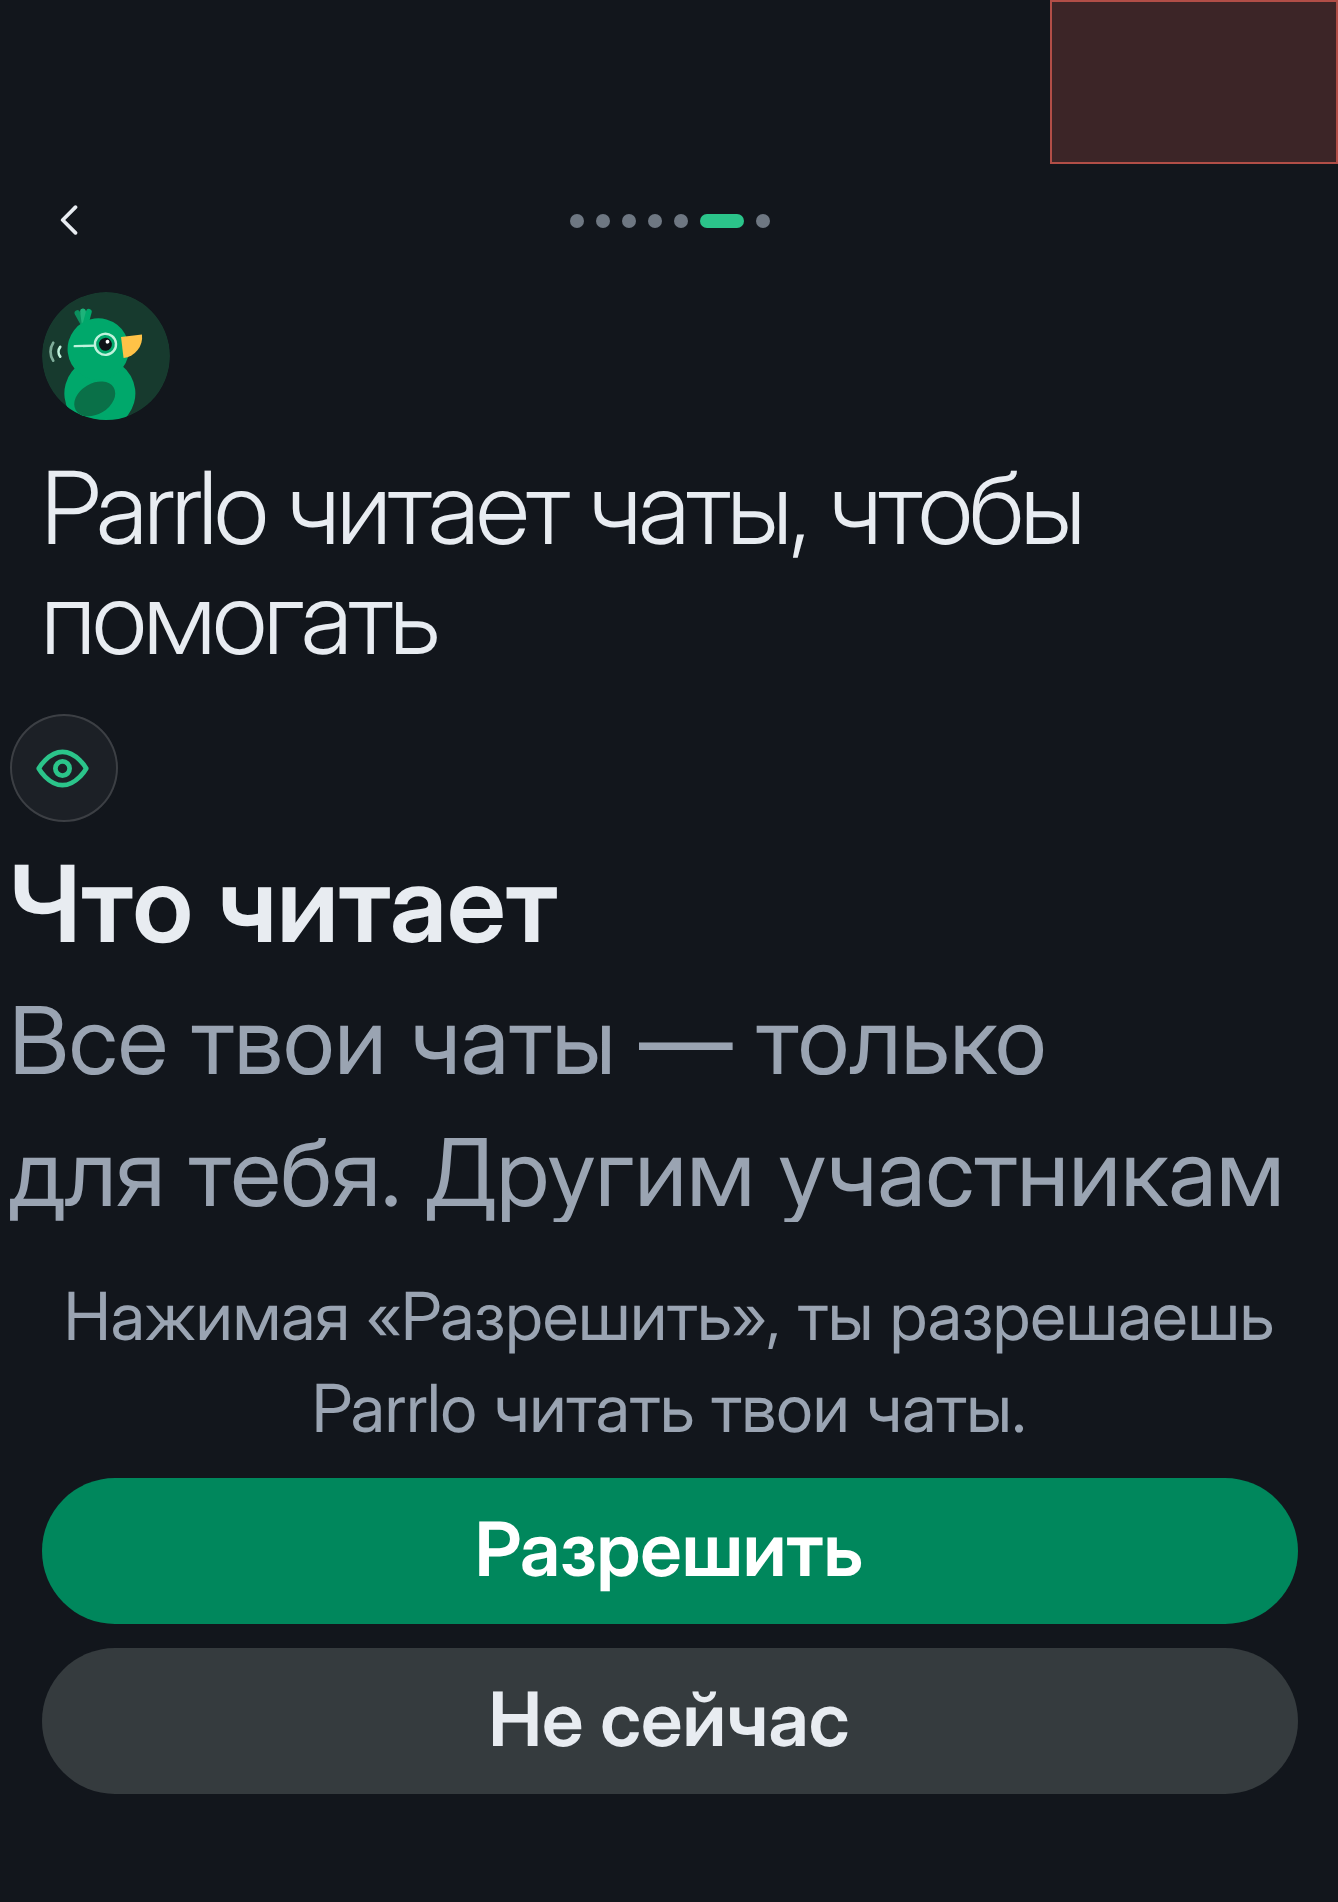 Parrlo читает чаты, чтобы
помогать
Что читает
Все твои чаты — только
для тебя. Другим участникам
Нажимая «Разрешить», ты разрешаешь
Parrlo читать твои чаты.
Разрешить
Не сейчас